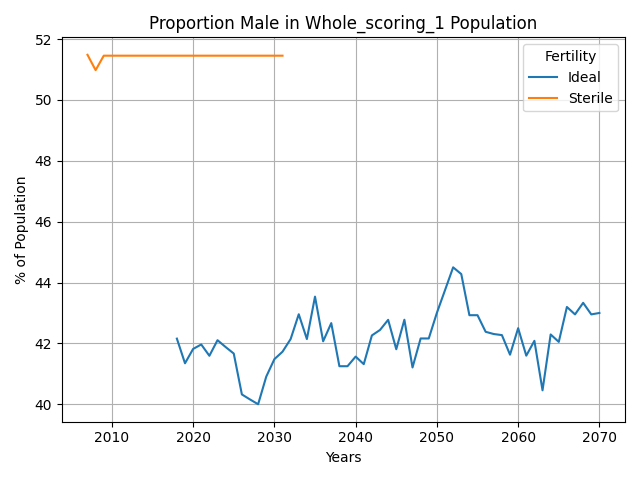 Proportion Male in Whole_scoring_1 Population
% of Population
52
50
48
46
44
42
40
Fertility
Ideal
Sterile
2010 2020 2030 2040 2050 2060 2070
Years